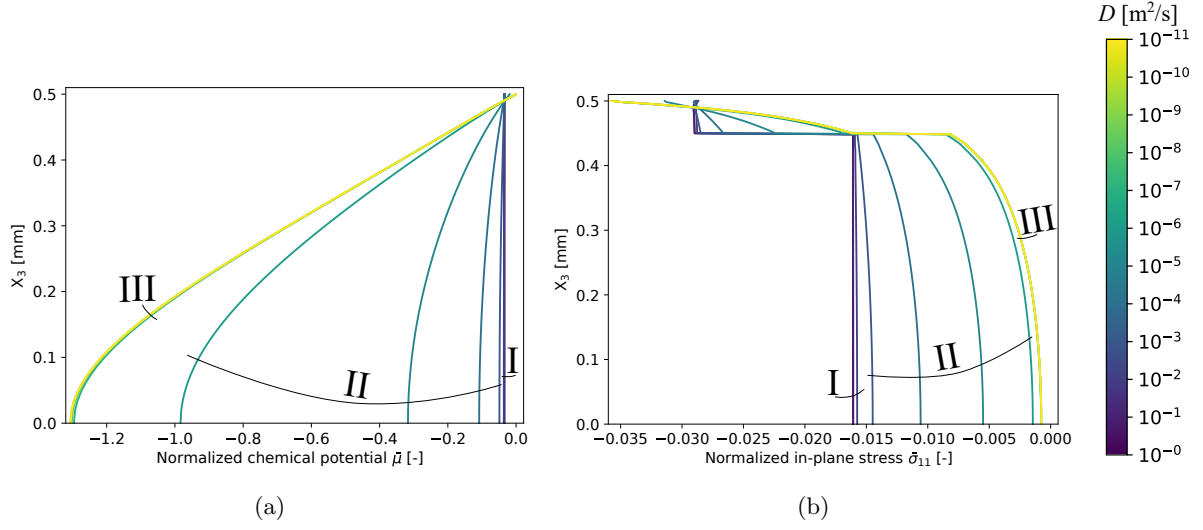 D [m²/s]
10⁻¹¹
10⁻¹⁰
10⁻⁹
10⁻⁸
10⁻⁷
10⁻⁶
10⁻⁵
10⁻⁴
10⁻³
10⁻²
10⁻¹
10⁻⁰
0.5
0.4
0.3
0.2
0.1
0.0
X₃ [mm]
III
II
I
−1.2 −1.0 −0.8 −0.6 −0.4 −0.2 0.0
Normalized chemical potential μ̄ [-]
(a)
0.5
0.4
0.3
0.2
0.1
0.0
X₃ [mm]
III
II
I
−0.035 −0.030 −0.025 −0.020 −0.015 −0.010 −0.005 0.000
Normalized in-plane stress σ̄₁₁ [-]
(b)